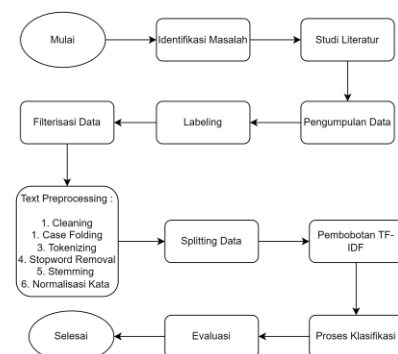 Mulai
Identifikasi Masalah
Studi Literatur
Pengumpulan Data
Labeling
Filterisasi Data
Text Preprocessing :
1. Cleaning
1. Case Folding
3. Tokenizing
4. Stopword Removal
5. Stemming
6. Normalisasi Kata
Splitting Data
Pembobotan TF-
IDF
Proses Klasifikasi
Evaluasi
Selesai